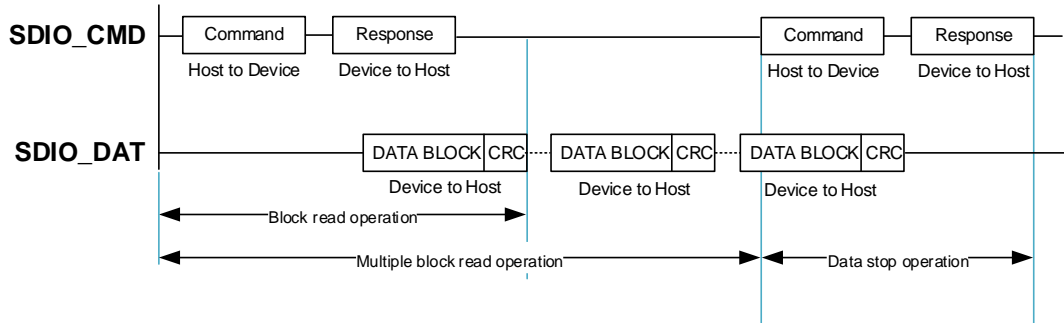 SDIO_CMD
Command
Response
Command
Response
Host to Device
Device to Host
Host to Device
Device to Host
SDIO_DAT
DATA BLOCK
CRC
DATA BLOCK
CRC
DATA BLOCK
CRC
Device to Host
Device to Host
Device to Host
Block read operation
Multiple block read operation
Data stop operation